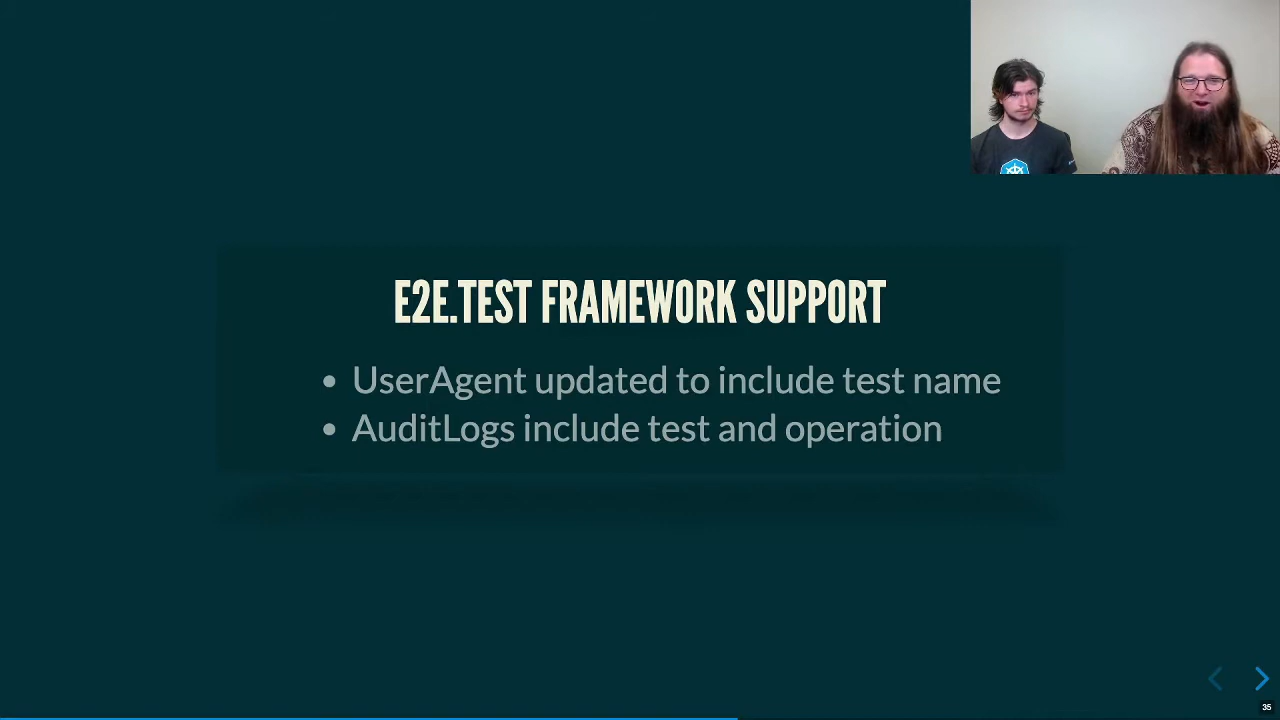 E2E.TEST FRAMEWORK SUPPORT
• UserAgent updated to include test name
• AuditLogs include test and operation
35